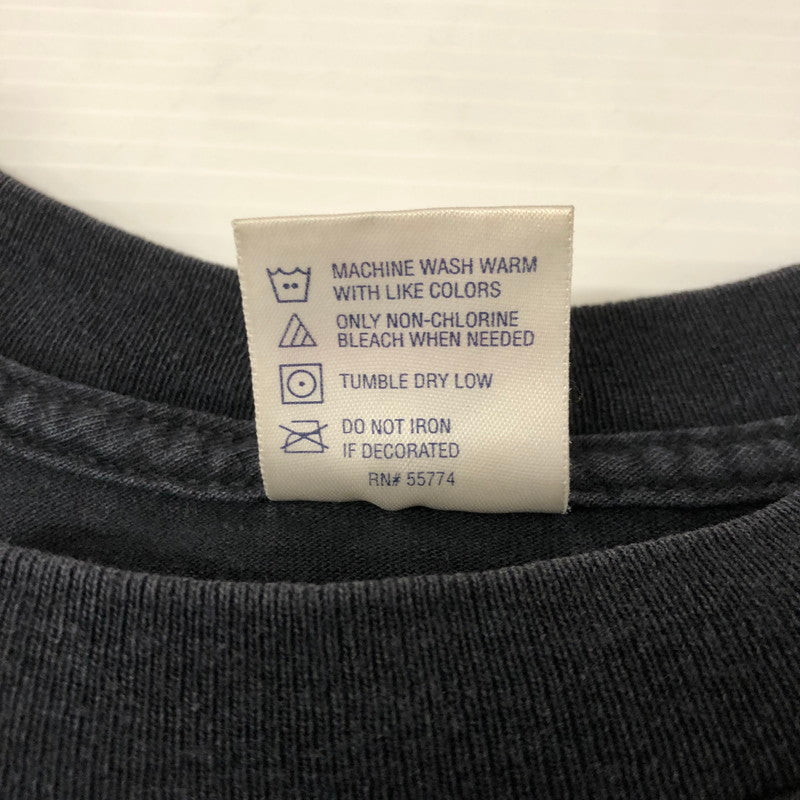 MACHINE WASH WARM
WITH LIKE COLORS
ONLY NON-CHLORINE
BLEACH WHEN NEEDED
TUMBLE DRY LOW
DO NOT IRON
IF DECORATED
RN# 55774